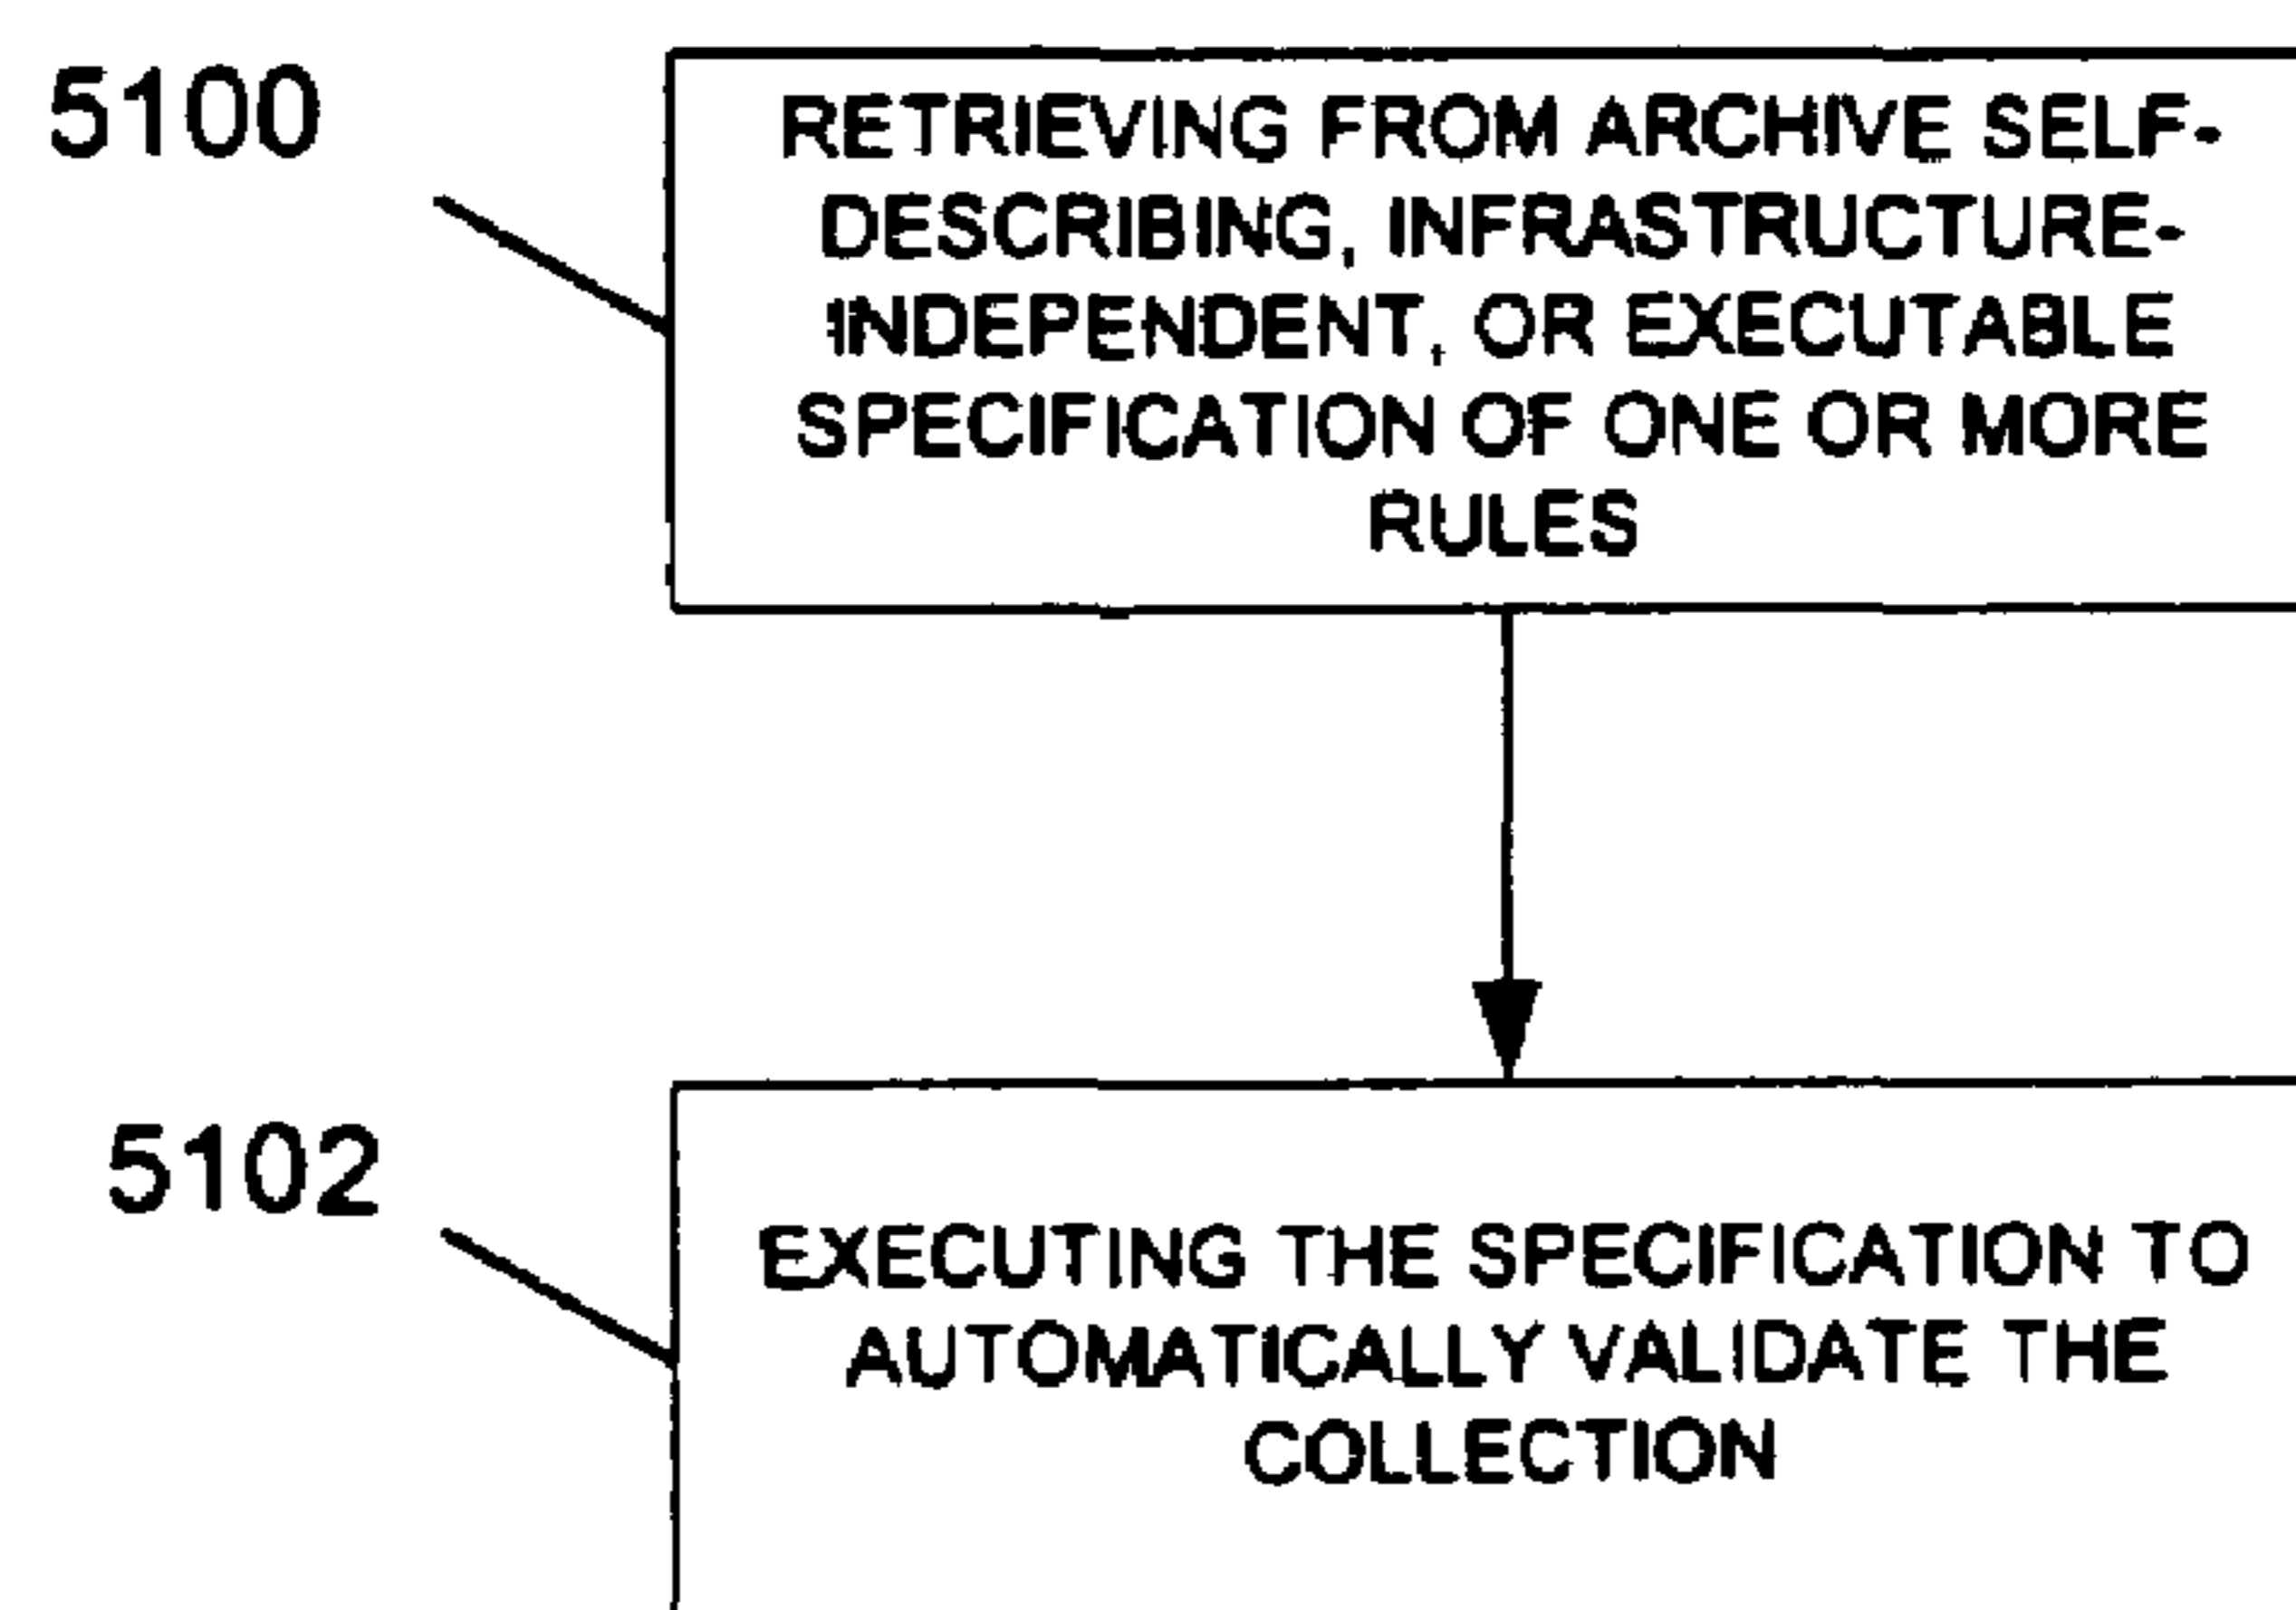 5100
RETRIEVING FROM ARCHIVE SELF-
DESCRIBING, INFRASTRUCTURE-
INDEPENDENT, OR EXECUTABLE
SPECIFICATION OF ONE OR MORE
RULES
5102
EXECUTING THE SPECIFICATION TO
AUTOMATICALLY VALIDATE THE
COLLECTION